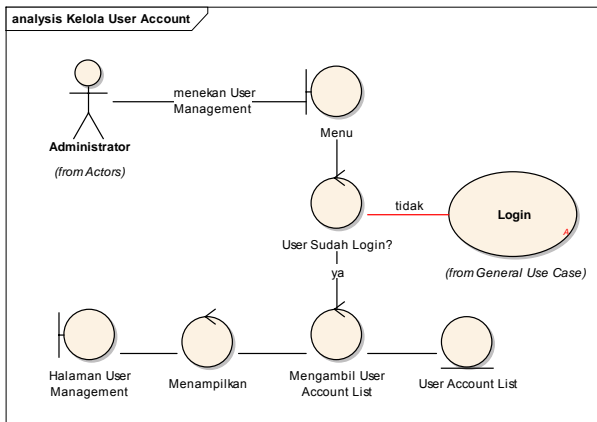 analysis Kelola User Account
menekan User
Management
Administrator
(from Actors)
Menu
tidak
Login
A
User Sudah Login?
(from General Use Case)
ya
Halaman User
Management
Menampilkan
Mengambil User
Account List
User Account List